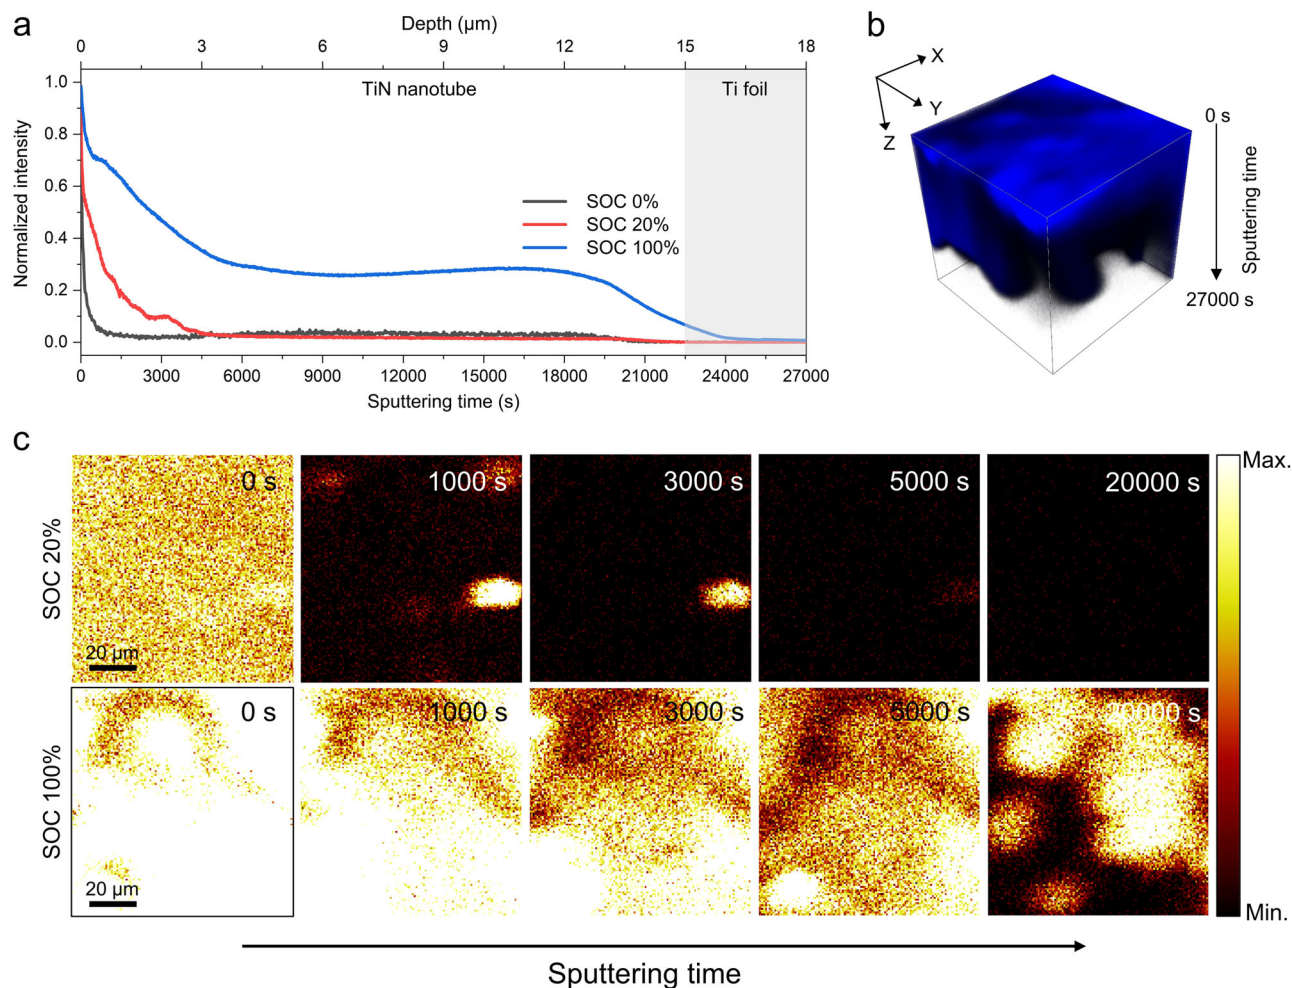 a
Depth (μm)
0 3 6 9 12 15 18
1.0
0.8
0.6
0.4
0.2
0.0
Normalized intensity
TiN nanotube
Ti foil
SOC 0%
SOC 20%
SOC 100%
0 3000 6000 9000 12000 15000 18000 21000 24000 27000
Sputtering time (s)
b
X
Y
Z
0 s
Sputtering time
27000 s
c
SOC 20%
0 s
1000 s
3000 s
5000 s
20000 s
20 μm
SOC 100%
0 s
1000 s
3000 s
5000 s
20000 s
20 μm
Max.
Min.
Sputtering time